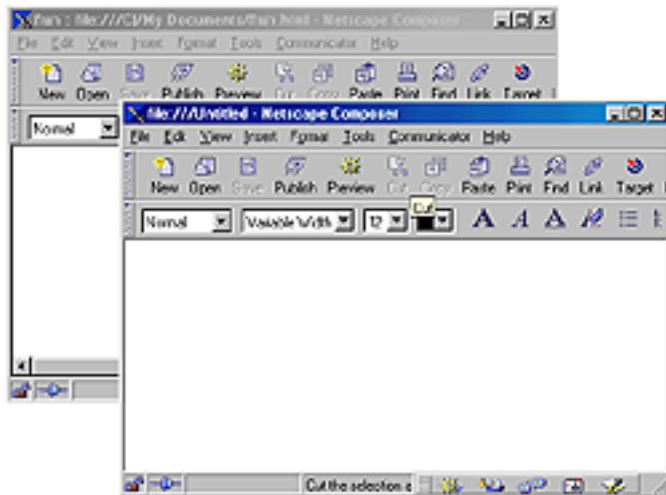 fun : file:///C|/My Documents/fun.html - Netscape Composer
File Edit View Insert Format Tools Communicator Help
New Open Save Publish Preview Cut Copy Paste Print Find Link Target
Normal
file:///Untitled - Netscape Composer
File Edit View Insert Format Tools Communicator Help
New Open Save Publish Preview Cut Copy Paste Print Find Link Target
Normal Variable Width 12 A A A
Cut
Cut the selection a